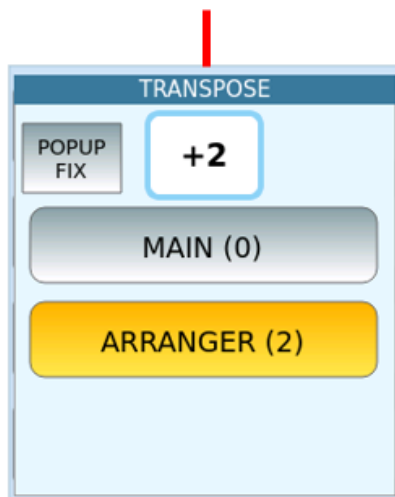 TRANSPOSE
POPUP
FIX
+2
MAIN (0)
ARRANGER (2)